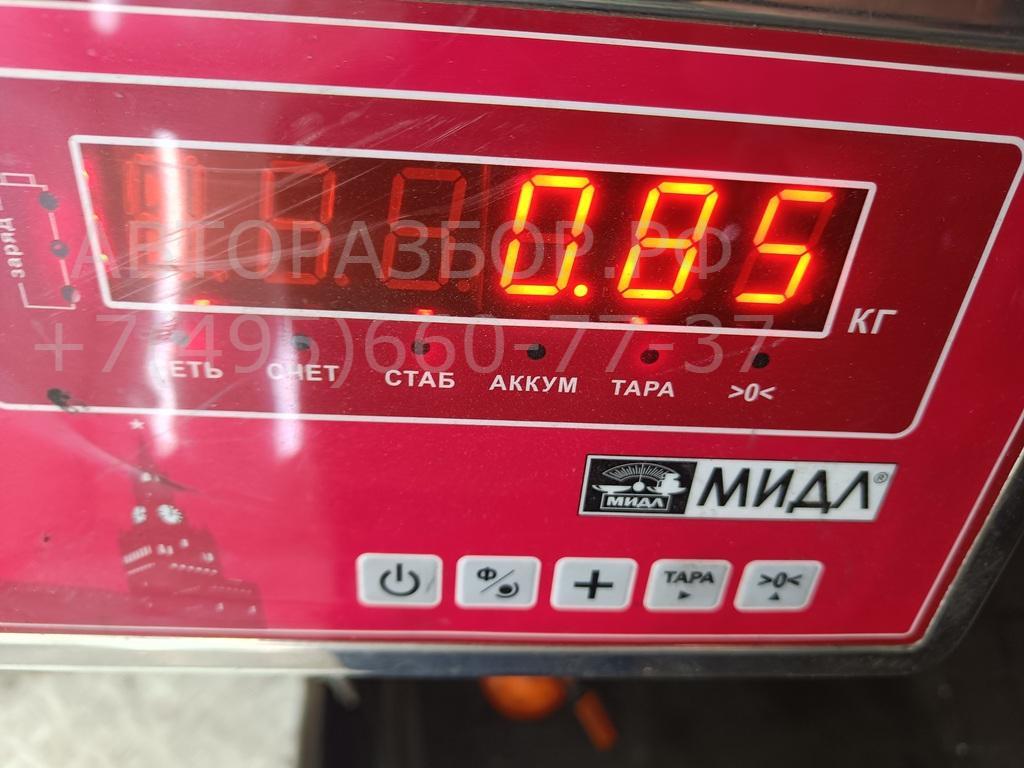 0.85
КГ
заряд
АВТОРАЗБОР.РФ
+7(495)660-77-37
СЕТЬ СЧЕТ СТАБ АККУМ ТАРА >0<
МИДЛ МИДЛ®
Ф ТАРА >0<